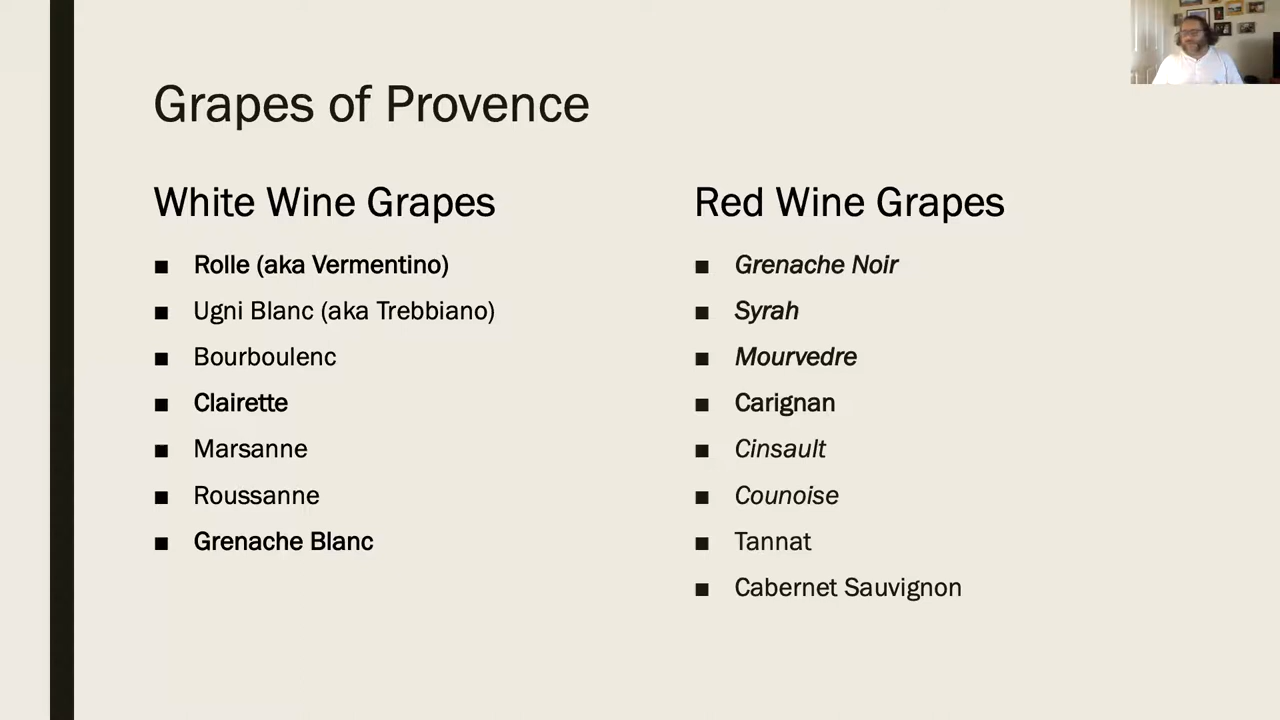 Grapes of Provence
White Wine Grapes
Rolle (aka Vermentino)
Ugni Blanc (aka Trebbiano)
Bourboulenc
Clairette
Marsanne
Roussanne
Grenache Blanc
Red Wine Grapes
Grenache Noir
Syrah
Mourvedre
Carignan
Cinsault
Counoise
Tannat
Cabernet Sauvignon